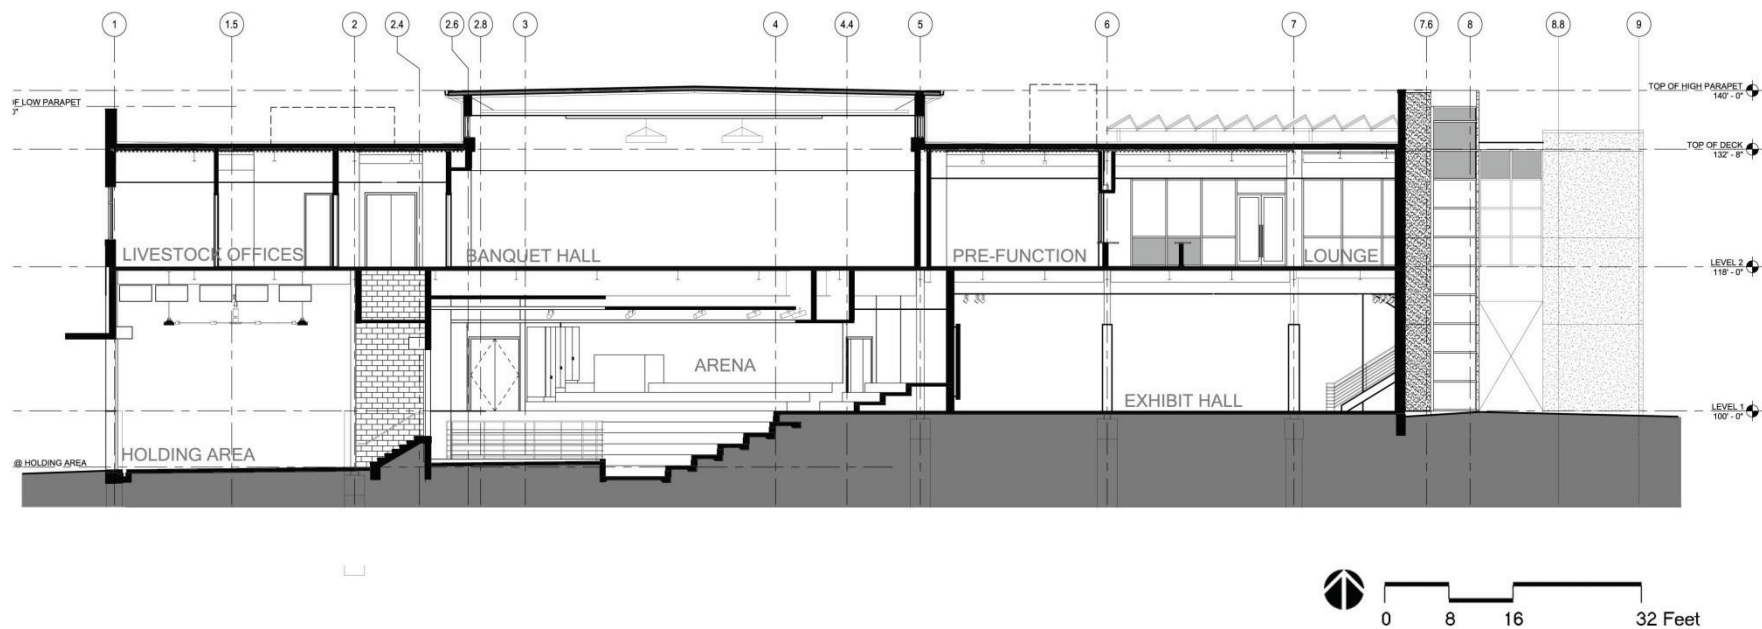 1 1.5 2 2.4 2.6 2.8 3 4 4.4 5 6 7 7.6 8 8.8 9
TOP OF HIGH PARAPET
140' - 0"
OF LOW PARAPET
0"
TOP OF DECK
132' - 8"
LIVESTOCK OFFICES BANQUET HALL PRE-FUNCTION LOUNGE
LEVEL 2
118' - 0"
ARENA
EXHIBIT HALL
LEVEL 1
100' - 0"
HOLDING AREA
@ HOLDING AREA
0 8 16 32 Feet